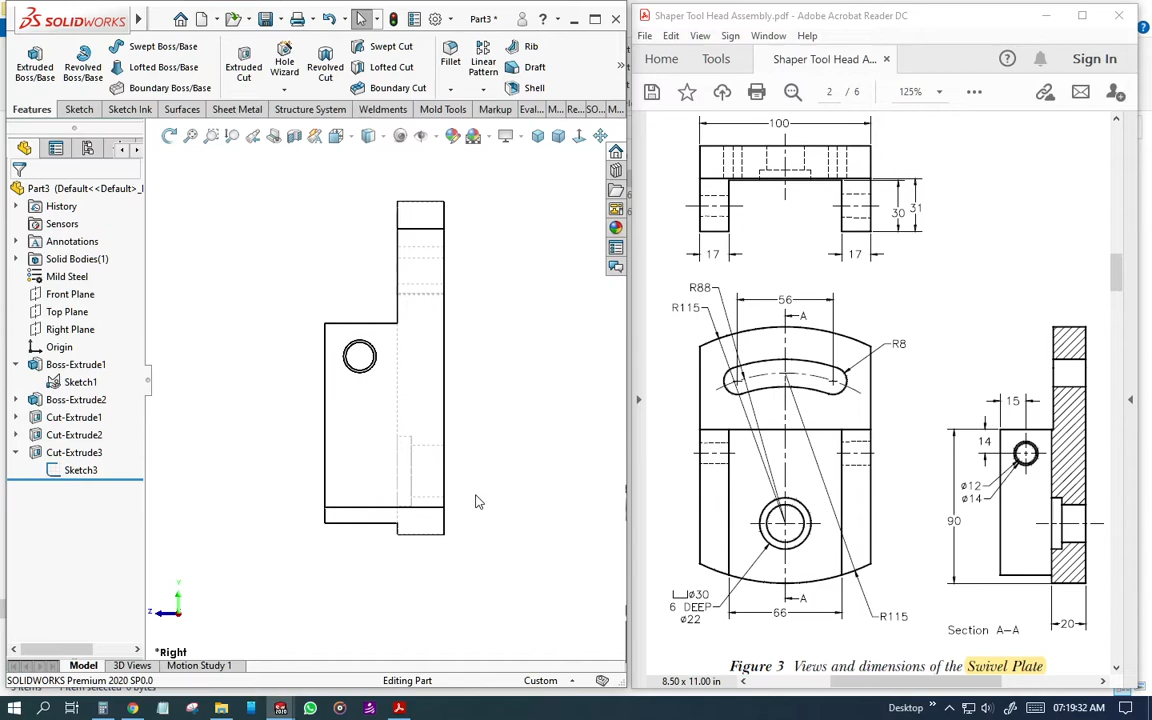 SOLIDWORKS
Part3 *
Extruded Boss/Base
Revolved Boss/Base
Swept Boss/Base
Lofted Boss/Base
Boundary Boss/Base
Extruded Cut
Hole Wizard
Revolved Cut
Swept Cut
Lofted Cut
Boundary Cut
Fillet
Linear Pattern
Rib
Draft
Shell
Features
Sketch
Sketch Ink
Surfaces
Sheet Metal
Structure System
Weldments
Mold Tools
Markup
Eval...
M...
Re...
SO...
Part3 (Default<<Default>_I
History
Sensors
Annotations
Solid Bodies(1)
Mild Steel
Front Plane
Top Plane
Right Plane
Origin
Boss-Extrude1
Sketch1
Boss-Extrude2
Cut-Extrude1
Cut-Extrude2
Cut-Extrude3
Sketch3
y
z
*Right
Model
3D Views
Motion Study 1
SOLIDWORKS Premium 2020 SP0.0
Editing Part
Custom
Shaper Tool Head Assembly.pdf - Adobe Acrobat Reader DC
File Edit View Sign Window Help
Home
Tools
Shaper Tool Head A...
Sign In
2 / 6
125%
100
30
31
17
17
R88
56
R115
A
R8
15
14
ø12
ø14
90
⌴ø30
6 DEEP
ø22
A
66
R115
Section A–A
20
Figure 3 Views and dimensions of the Swivel Plate
8.50 x 11.00 in
Desktop
07:19:32 AM